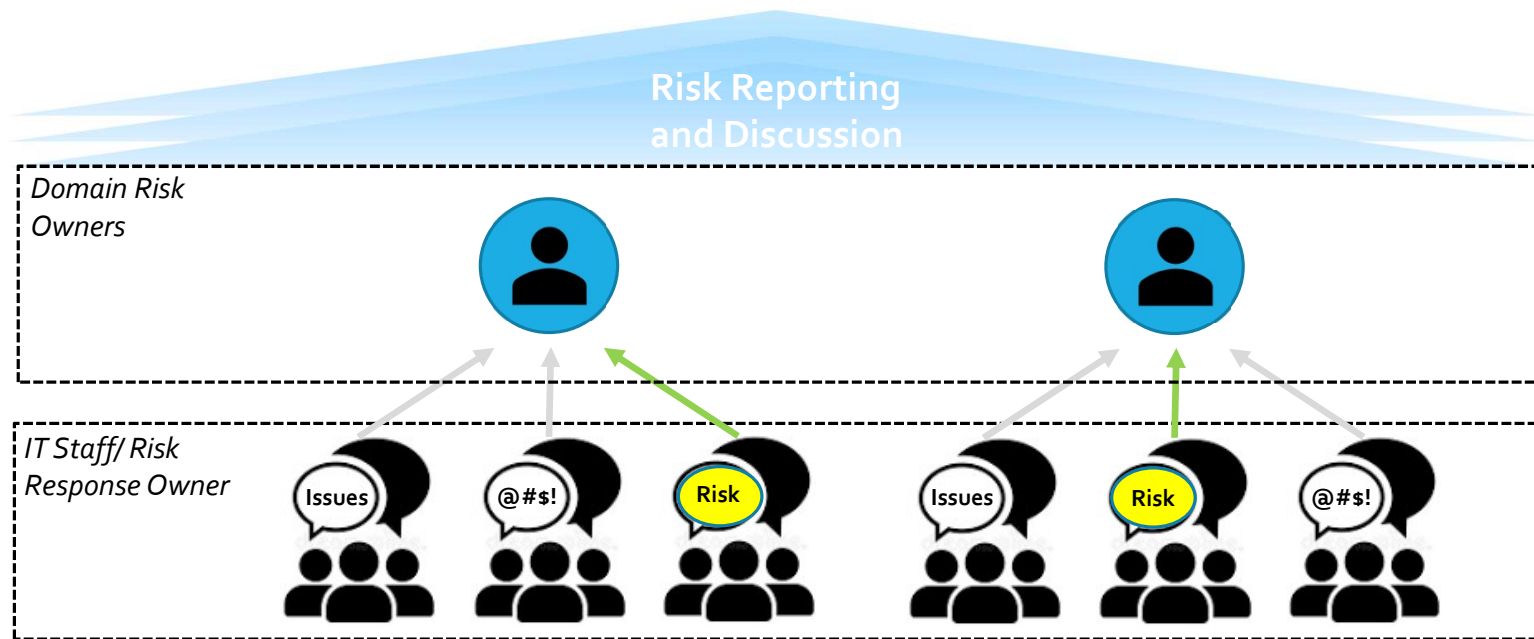 Risk Reporting
and Discussion
Domain Risk
Owners
IT Staff/ Risk
Response Owner
Issues
@#$!
Risk
Issues
Risk
@#$!